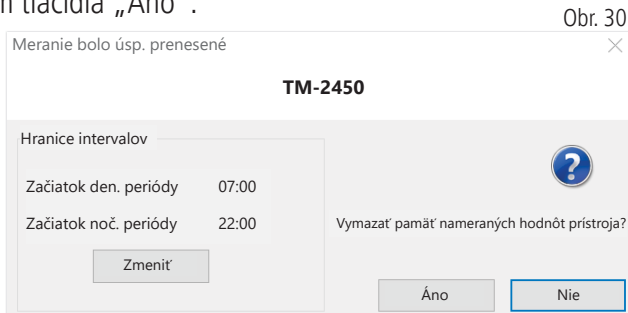 tlačidla „Áno“.
Obr. 30
Meranie bolo úsp. prenesené
TM-2450
Hranice intervalov
Začiatok den. periódy 07:00
Začiatok noč. periódy 22:00
Vymazať pamäť nameraných hodnôt prístroja?
Zmeniť
Áno Nie